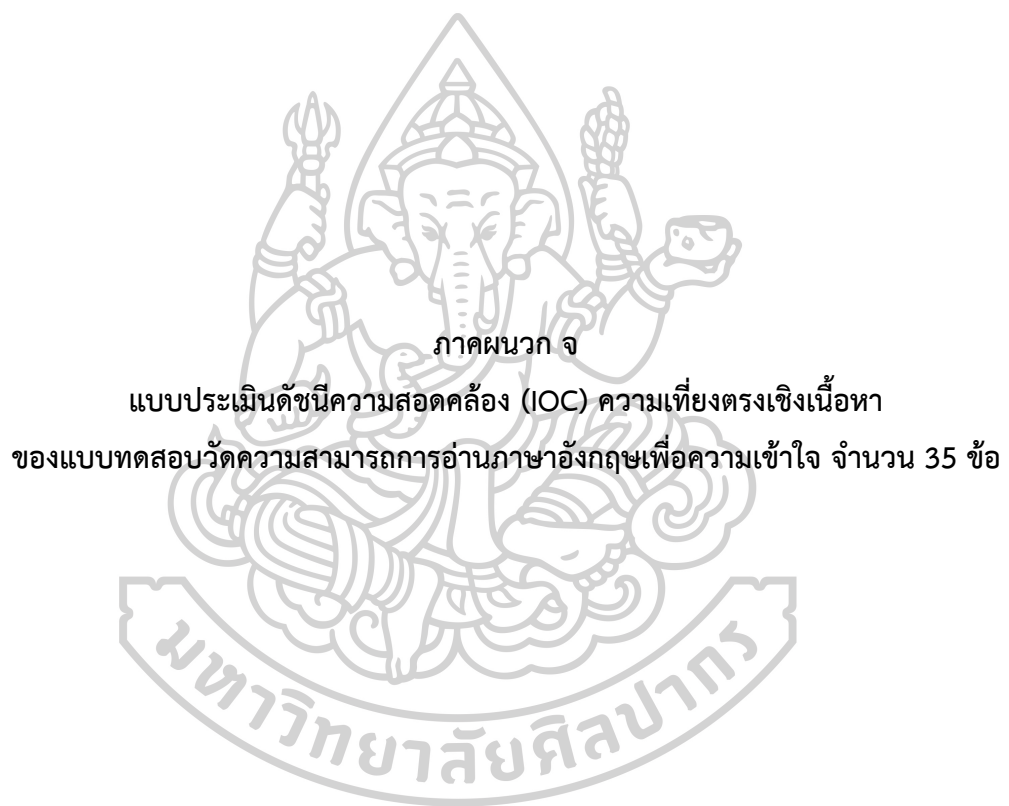 ภาคผนวก จ
แบบประเมินดัชนีความสอดคล้อง (IOC) ความเที่ยงตรงเชิงเนื้อหา
ของแบบทดสอบวัดความสามารถการอ่านภาษาอังกฤษเพื่อความเข้าใจ จำนวน 35 ข้อ
มหาวิทยาลัยศิลปากร